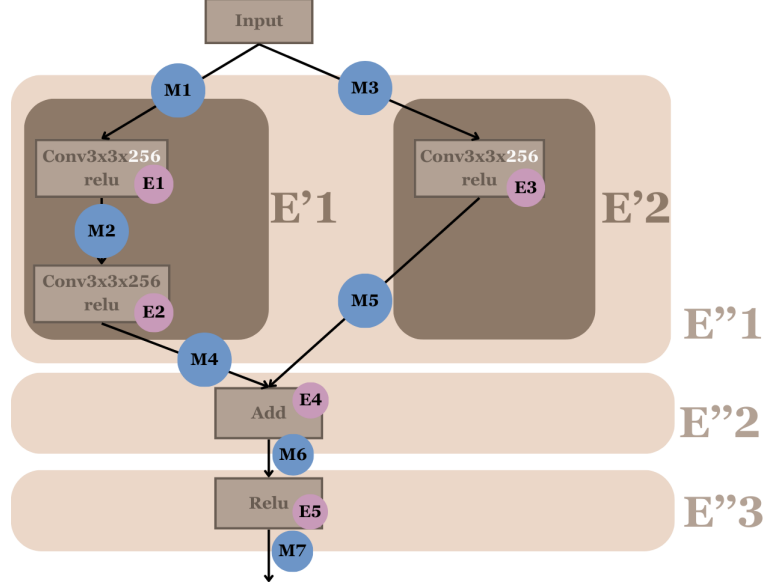 Input
M1
M3
Conv3x3x256
relu
E1
E'1
Conv3x3x256
relu
E3
E'2
M2
Conv3x3x256
relu
E2
M5
E”1
M4
Add
E4
E”2
M6
Relu
E5
E”3
M7